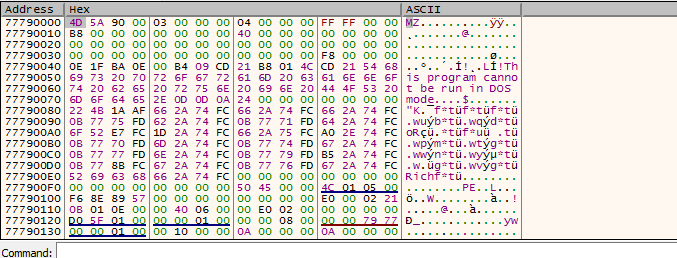 Address Hex ASCII
77790000 4D 5A 90 00 03 00 00 00 04 00 00 00 FF FF 00 00 MZ..........ÿÿ..
77790010 B8 00 00 00 00 00 00 00 40 00 00 00 00 00 00 00 ........@.......
77790020 00 00 00 00 00 00 00 00 00 00 00 00 00 00 00 00 ................
77790030 00 00 00 00 00 00 00 00 00 00 00 00 F8 00 00 00 ............ø...
77790040 0E 1F BA 0E 00 B4 09 CD 21 B8 01 4C CD 21 54 68 ..º..´.Í!¸.LÍ!Th
77790050 69 73 20 70 72 6F 67 72 61 6D 20 63 61 6E 6E 6F is program canno
77790060 74 20 62 65 20 72 75 6E 20 69 6E 20 44 4F 53 20 t be run in DOS
77790070 6D 6F 64 65 2E 0D 0D 0A 24 00 00 00 00 00 00 00 mode....$.......
77790080 22 4B 1A AF 66 2A 74 FC 66 2A 74 FC 66 2A 74 FC "K.¯f*tüf*tüf*tü
77790090 0B 77 75 FD 62 2A 74 FC 0B 77 71 FD 64 2A 74 FC .wuýb*tü.wqýd*tü
777900A0 6F 52 E7 FC 1D 2A 74 FC 66 2A 75 FC A0 2E 74 FC oRçü.*tüf*uü .tü
777900B0 0B 77 70 FD 6D 2A 74 FC 0B 77 74 FD 67 2A 74 FC .wpým*tü.wtýg*tü
777900C0 0B 77 77 FD 6E 2A 74 FC 0B 77 79 FD B5 2A 74 FC .wwýn*tü.wyýµ*tü
777900D0 0B 77 8B FC 67 2A 74 FC 0B 77 76 FD 67 2A 74 FC .w.üg*tü.wvýg*tü
777900E0 52 69 63 68 66 2A 74 FC 00 00 00 00 00 00 00 00 Richf*tü........
777900F0 00 00 00 00 00 00 00 00 50 45 00 00 4C 01 05 00 ........PE..L...
77790100 F6 8E 89 57 00 00 00 00 00 00 00 00 E0 00 02 21 ö..W........à..!
77790110 0B 01 0E 00 00 40 06 00 00 E0 02 00 00 00 00 00 .....@...à......
77790120 D0 5F 01 00 00 00 01 00 00 00 08 00 00 00 79 77 Ð_............yw
77790130 00 00 01 00 00 10 00 00 0A 00 00 00 0A 00 00 00 ................
Command: